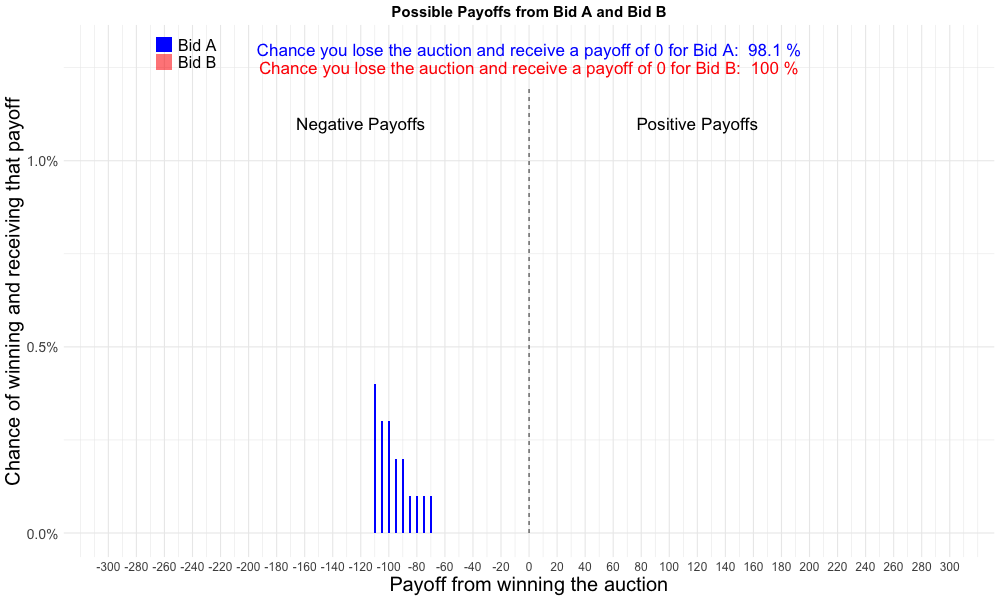 Possible Payoffs from Bid A and Bid B
Bid A
Bid B
Chance you lose the auction and receive a payoff of 0 for Bid A:  98.1 %
Chance you lose the auction and receive a payoff of 0 for Bid B:  100 %
Negative Payoffs
Positive Payoffs
Chance of winning and receiving that payoff
1.0%
0.5%
0.0%
-300 -280 -260 -240 -220 -200 -180 -160 -140 -120 -100 -80 -60 -40 -20 0 20 40 60 80 100 120 140 160 180 200 220 240 260 280 300
Payoff from winning the auction